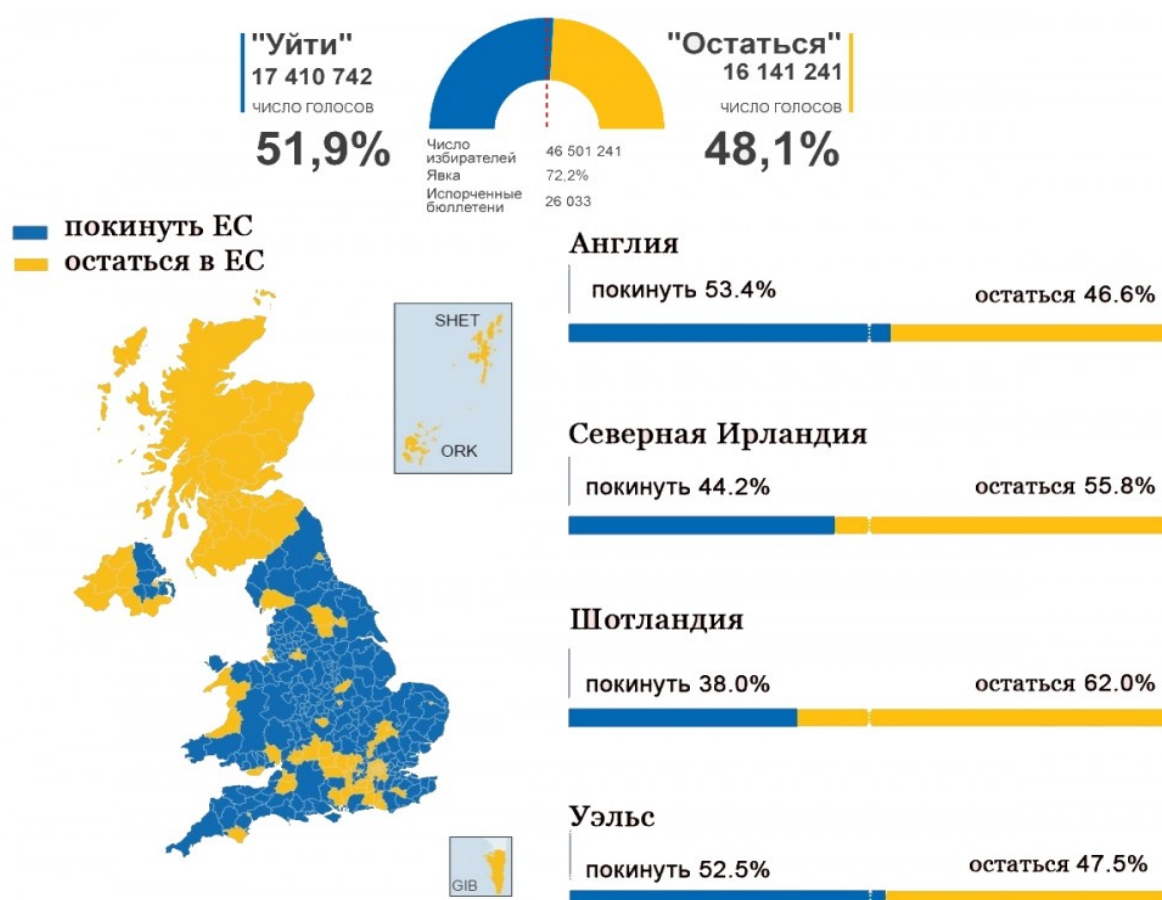 "Уйти"
17 410 742
ЧИСЛО ГОЛОСОВ
51,9%
"Остаться"
16 141 241
ЧИСЛО ГОЛОСОВ
48,1%
Число
избирателей 46 501 241
Явка 72,2%
Испорченные
бюллетени 26 033
покинуть ЕС
остаться в ЕС
SHET
ORK
GIB
Англия
покинуть 53.4% остаться 46.6%
Северная Ирландия
покинуть 44.2% остаться 55.8%
Шотландия
покинуть 38.0% остаться 62.0%
Уэльс
покинуть 52.5% остаться 47.5%